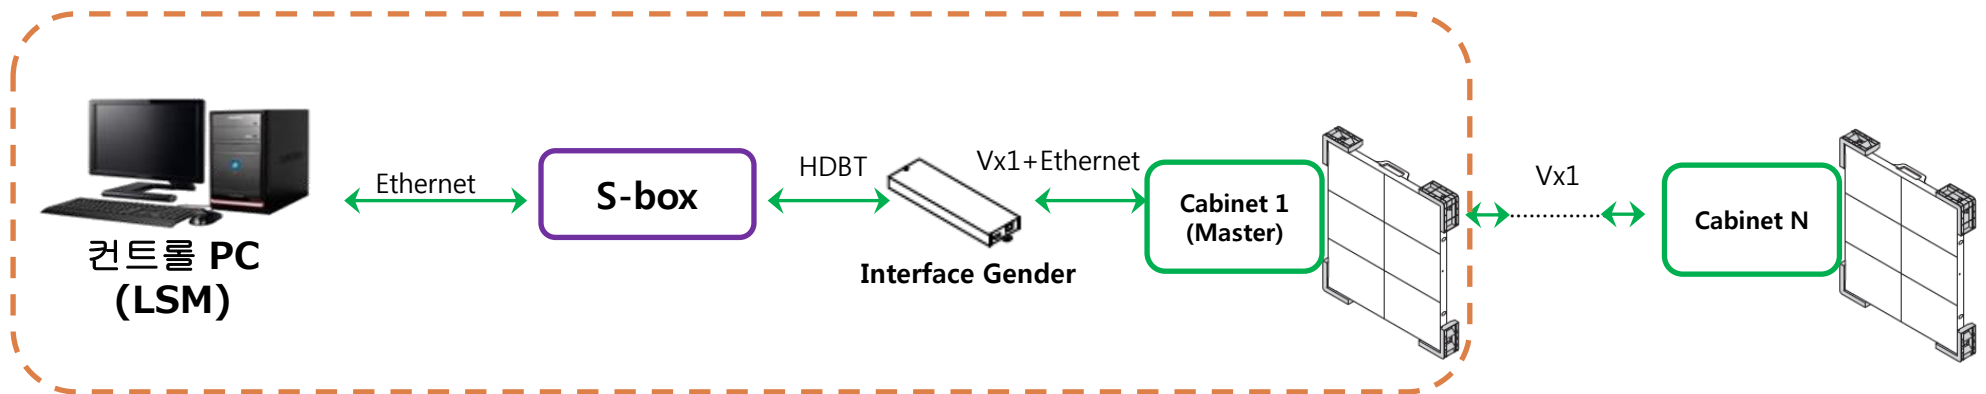 컨트롤 PC
(LSM)
Ethernet
S-box
HDBT
Interface Gender
Vx1+Ethernet
Cabinet 1
(Master)
Vx1
Cabinet N